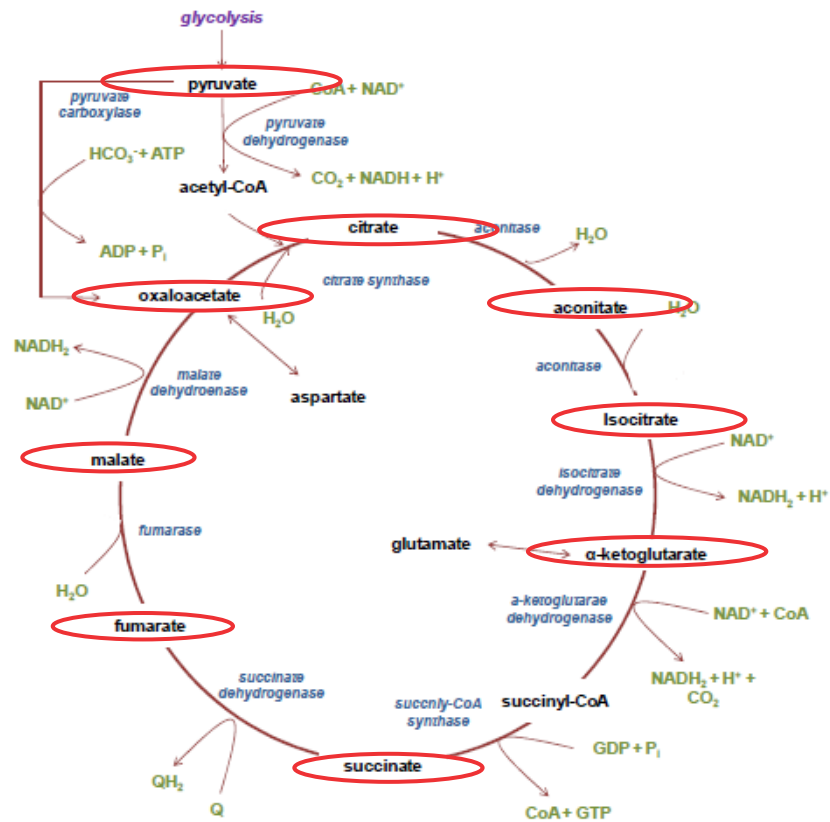 glycolysis
pyruvate
CoA + NAD⁺
pyruvate
carboxylase
pyruvate
dehydrogenase
HCO₃⁻ + ATP
CO₂ + NADH + H⁺
acetyl-CoA
citrate
aconitase
H₂O
ADP + Pᵢ
citrate synthase
oxaloacetate
H₂O
aconitate
H₂O
NADH₂
malate
dehydroenase
aconitase
NAD⁺
aspartate
Isocitrate
NAD⁺
malate
isocitrate
dehydrogenase
NADH₂ + H⁺
fumarase
glutamate
α-ketoglutarate
H₂O
a-ketoglutarae
dehydrogenase
NAD⁺ + CoA
fumarate
succinate
dehydrogenase
NADH₂ + H⁺ +
CO₂
succnly-CoA
synthase
succinyl-CoA
GDP + Pᵢ
succinate
QH₂
Q
CoA + GTP